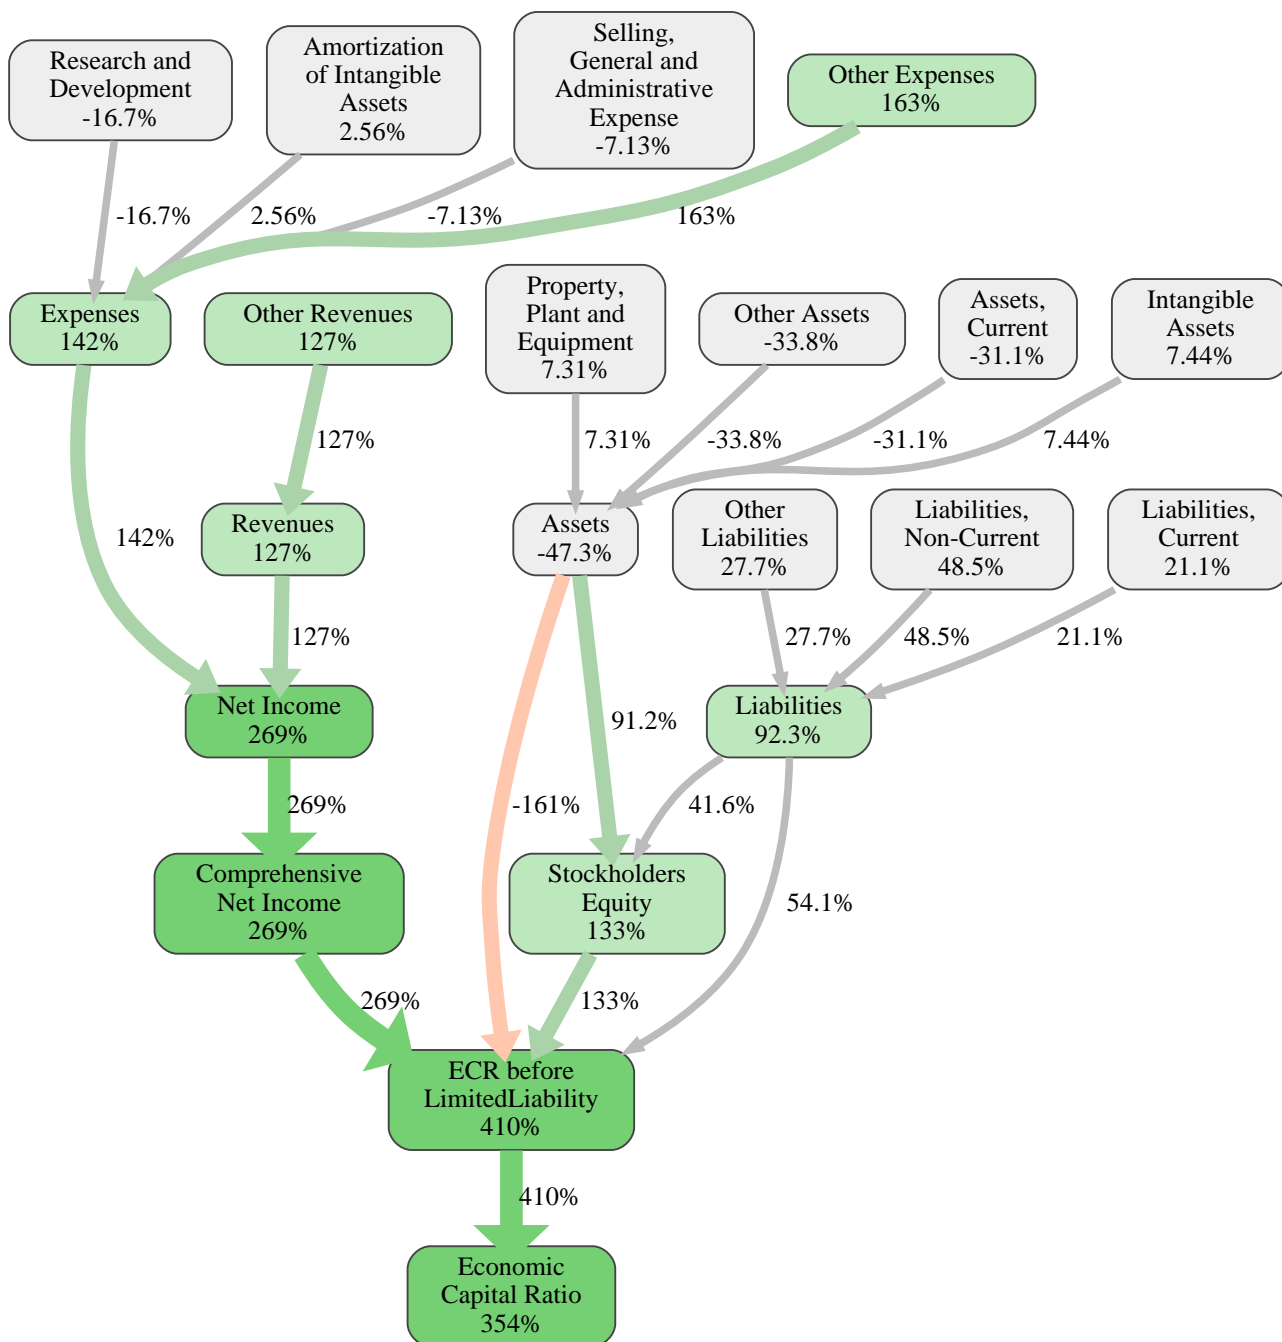 Research and
Development
-16.7%
Amortization
of Intangible
Assets
2.56%
Selling,
General and
Administrative
Expense
-7.13%
Other Expenses
163%
-16.7%
2.56%
-7.13%
163%
Expenses
142%
Other Revenues
127%
Property,
Plant and
Equipment
7.31%
Other Assets
-33.8%
Assets,
Current
-31.1%
Intangible
Assets
7.44%
127%
7.31%
-33.8%
-31.1%
7.44%
142%
Revenues
127%
Assets
-47.3%
Other
Liabilities
27.7%
Liabilities,
Non-Current
48.5%
Liabilities,
Current
21.1%
127%
27.7%
48.5%
21.1%
Net Income
269%
91.2%
Liabilities
92.3%
269%
-161%
41.6%
Comprehensive
Net Income
269%
Stockholders
Equity
133%
54.1%
269%
133%
ECR before
LimitedLiability
410%
410%
Economic
Capital Ratio
354%